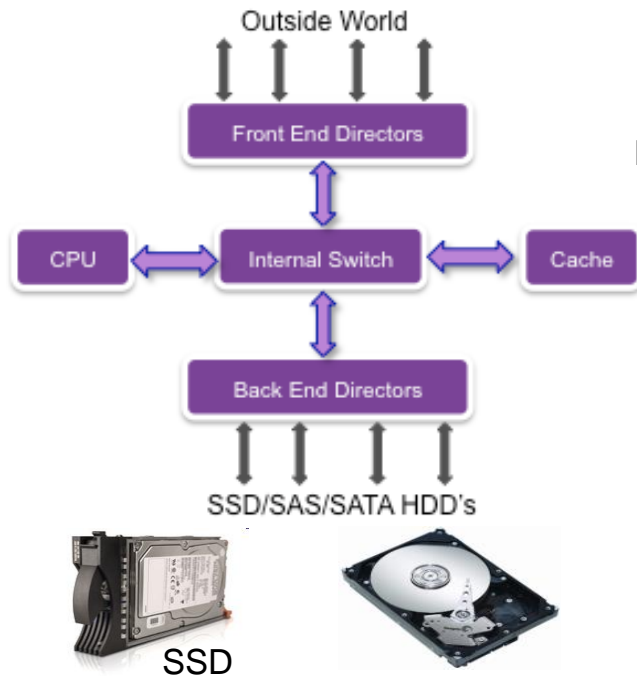 Outside World
Front End Directors
CPU
Internal Switch
Cache
Back End Directors
SSD/SAS/SATA HDD's
SSD